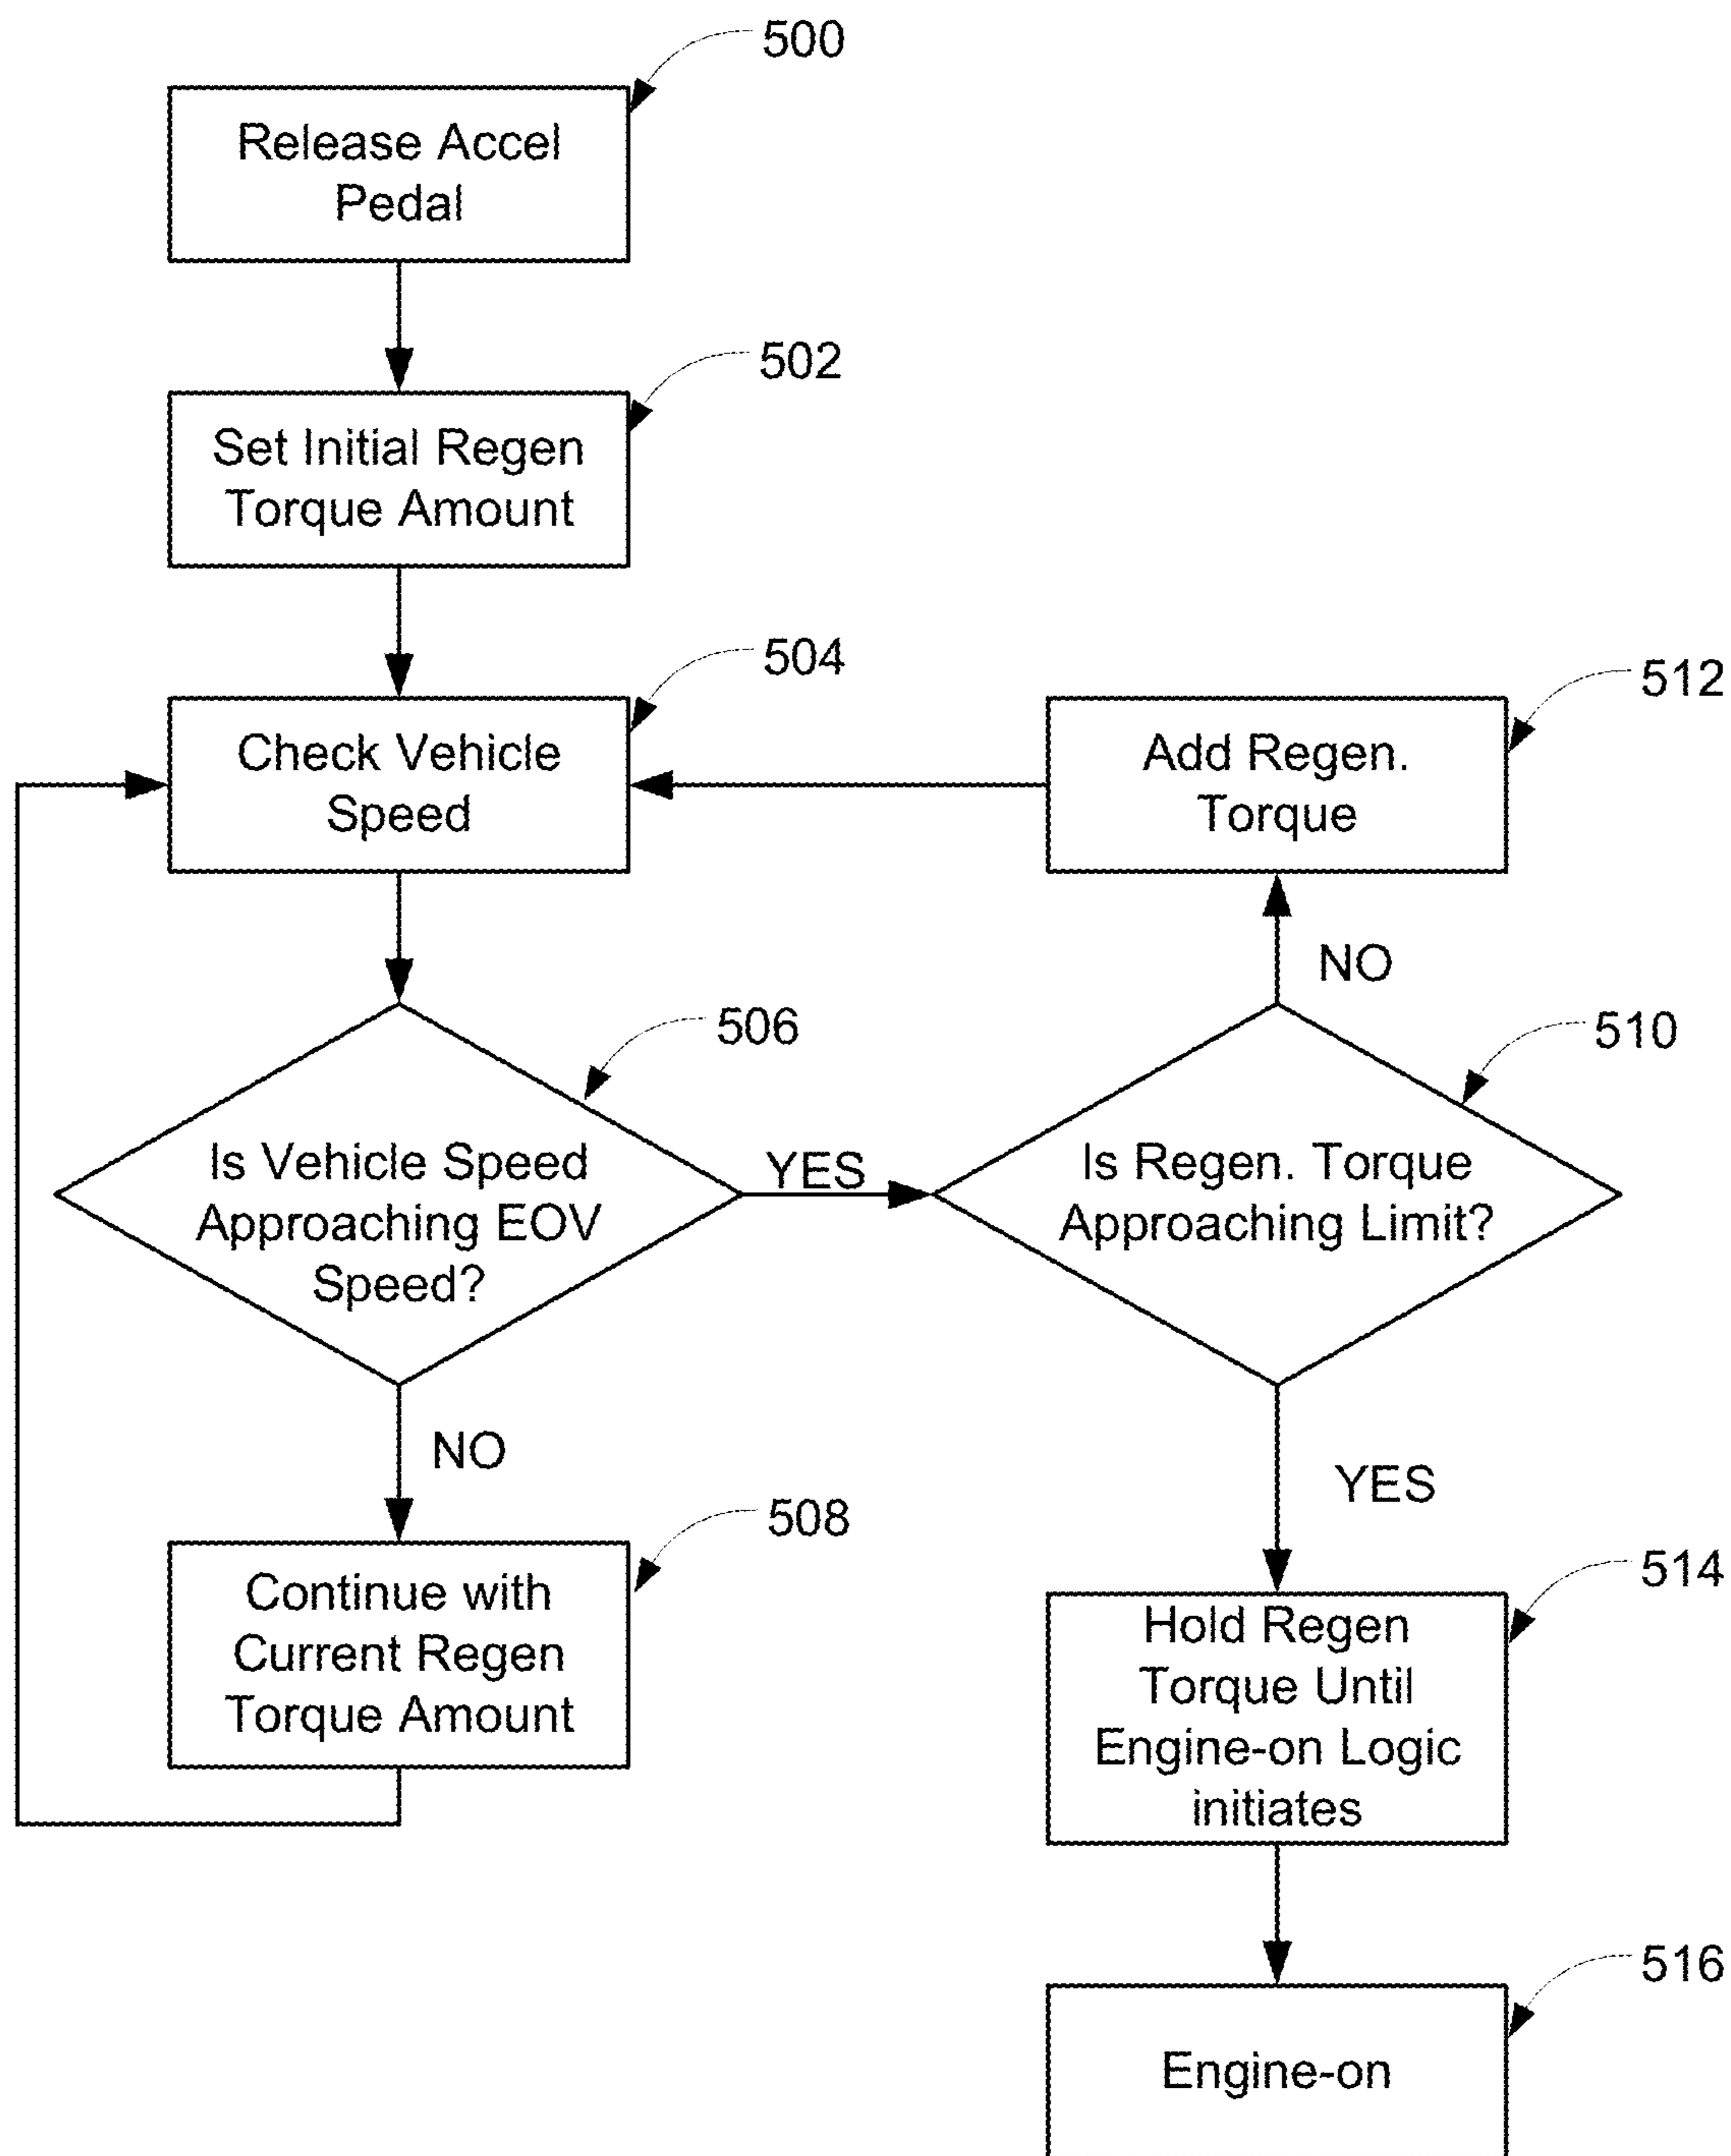 500
Release Accel
Pedal
502
Set Initial Regen
Torque Amount
504
Check Vehicle
Speed
512
Add Regen.
Torque
NO
506
Is Vehicle Speed
Approaching EOV
Speed?
YES
510
Is Regen. Torque
Approaching Limit?
NO
508
Continue with
Current Regen
Torque Amount
YES
514
Hold Regen
Torque Until
Engine-on Logic
initiates
516
Engine-on